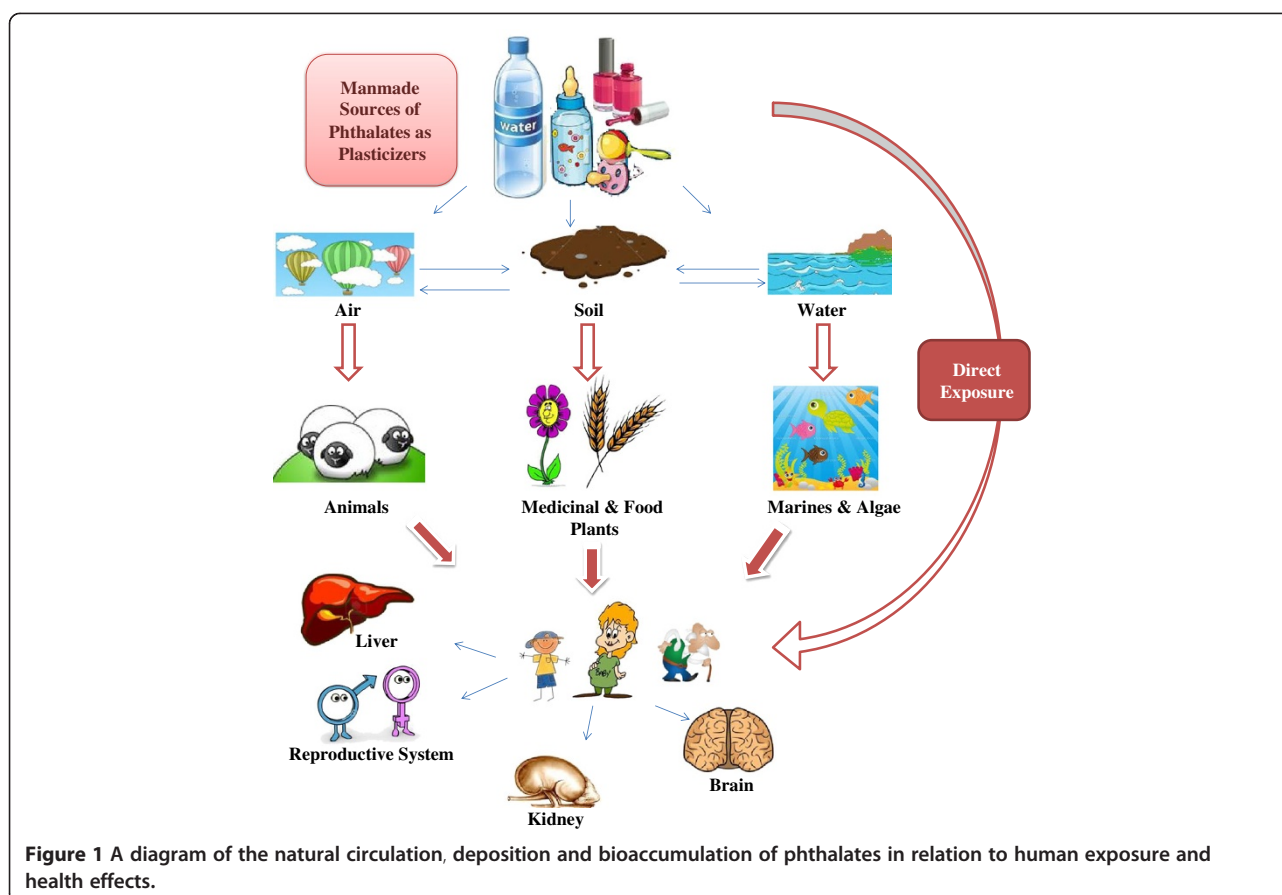 Manmade
Sources of
Phthalates as
Plasticizers
water
Air
Soil
Water
Direct
Exposure
Animals
Medicinal & Food
Plants
Marines & Algae
Liver
Baby
Reproductive System
Brain
Kidney
Figure 1 A diagram of the natural circulation, deposition and bioaccumulation of phthalates in relation to human exposure and
health effects.